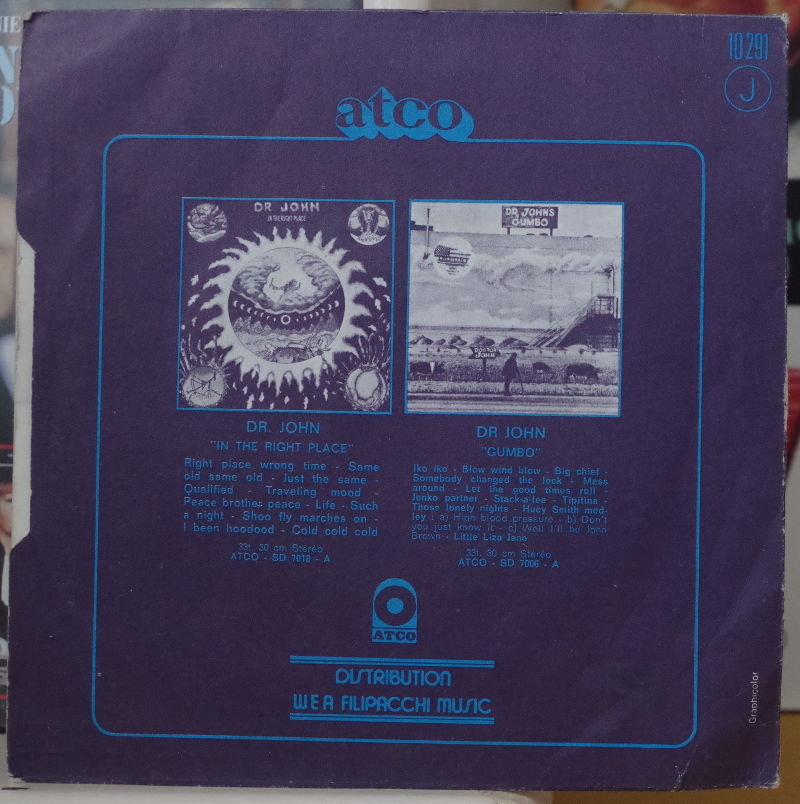 10 291
J
atco
DR JOHN
IN THE RIGHT PLACE
DR. JOHN'S
GUMBO
DOCTOR
JOHN
DR. JOHN
"IN THE RIGHT PLACE"
Right place wrong time - Same
old same old - Just the same -
Qualified - Traveling mood -
Peace brother peace - Life - Such
a night - Shoo fly marches on -
I been hoodood - Cold cold cold
33t. 30 cm Stéréo
ATCO - SD 7018 - A
DR JOHN
"GUMBO"
Iko iko - Blow wind blow - Big chief -
Somebody changed the lock - Mess
around - Let the good times roll -
Junko partner - Stack-a-lee - Tipitina -
Those lonely nights - Huey Smith med-
ley : a) High blood pressure - b) Don't
you just know it - c) Well I'll be John
Brown - Little Liza Jane
33t. 30 cm Stéréo
ATCO - SD 7006 - A
ATCO
DISTRIBUTION
WEA FILIPACCHI MUSIC
Graphicolor